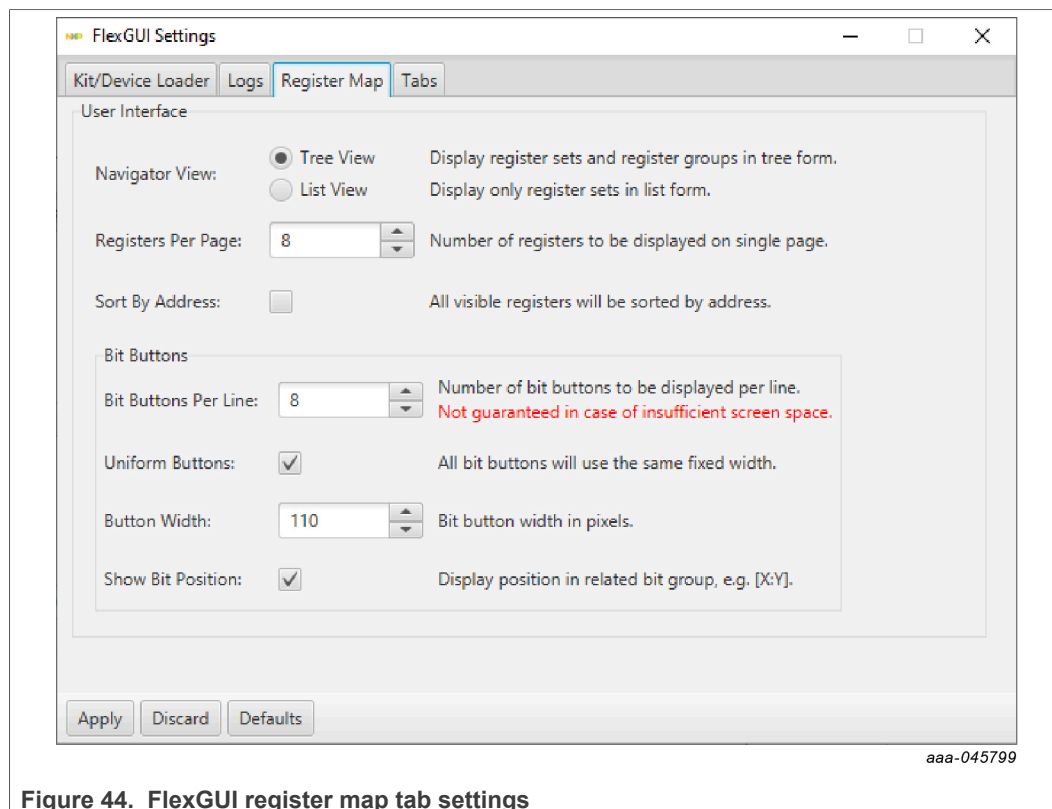 NXP FlexGUI Settings
Kit/Device Loader Logs Register Map Tabs
User Interface
Navigator View:
Tree View Display register sets and register groups in tree form.
List View Display only register sets in list form.
Registers Per Page: 8 Number of registers to be displayed on single page.
Sort By Address: All visible registers will be sorted by address.
Bit Buttons
Bit Buttons Per Line: 8 Number of bit buttons to be displayed per line.
Not guaranteed in case of insufficient screen space.
Uniform Buttons: All bit buttons will use the same fixed width.
Button Width: 110 Bit button width in pixels.
Show Bit Position: Display position in related bit group, e.g. [X:Y].
Apply Discard Defaults
aaa-045799
Figure 44. FlexGUI register map tab settings